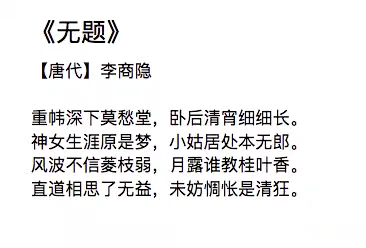 《无题》
【唐代】李商隐
重帏深下莫愁堂，卧后清宵细细长。
神女生涯原是梦，小姑居处本无郎。
风波不信菱枝弱，月露谁教桂叶香。
直道相思了无益，未妨惆怅是清狂。